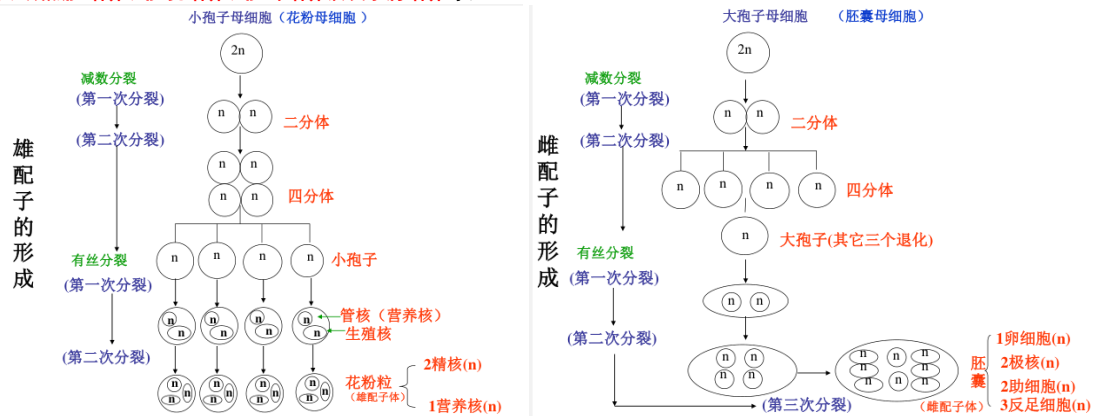 小孢子母细胞（花粉母细胞）
2n
减数分裂
(第一次分裂)
n n
二分体
(第二次分裂)
n n
n n
四分体
雄配子的形成
n n n n
小孢子
有丝分裂
(第一次分裂)
n n n n
n n n n
管核（营养核）
生殖核
(第二次分裂)
n n n n
n n n n
n n n n
花粉粒
(雄配子体)
2精核(n)
1营养核(n)
大孢子母细胞 （胚囊母细胞）
2n
减数分裂
(第一次分裂)
n n
二分体
(第二次分裂)
n n n n
四分体
雌配子的形成
n
大孢子(其它三个退化)
有丝分裂
(第一次分裂)
n n
(第二次分裂)
n n
n n
n n n
n n
n n n
(第三次分裂)
胚囊
(雌配子体)
1卵细胞(n)
2极核(n)
2助细胞(n)
3反足细胞(n)